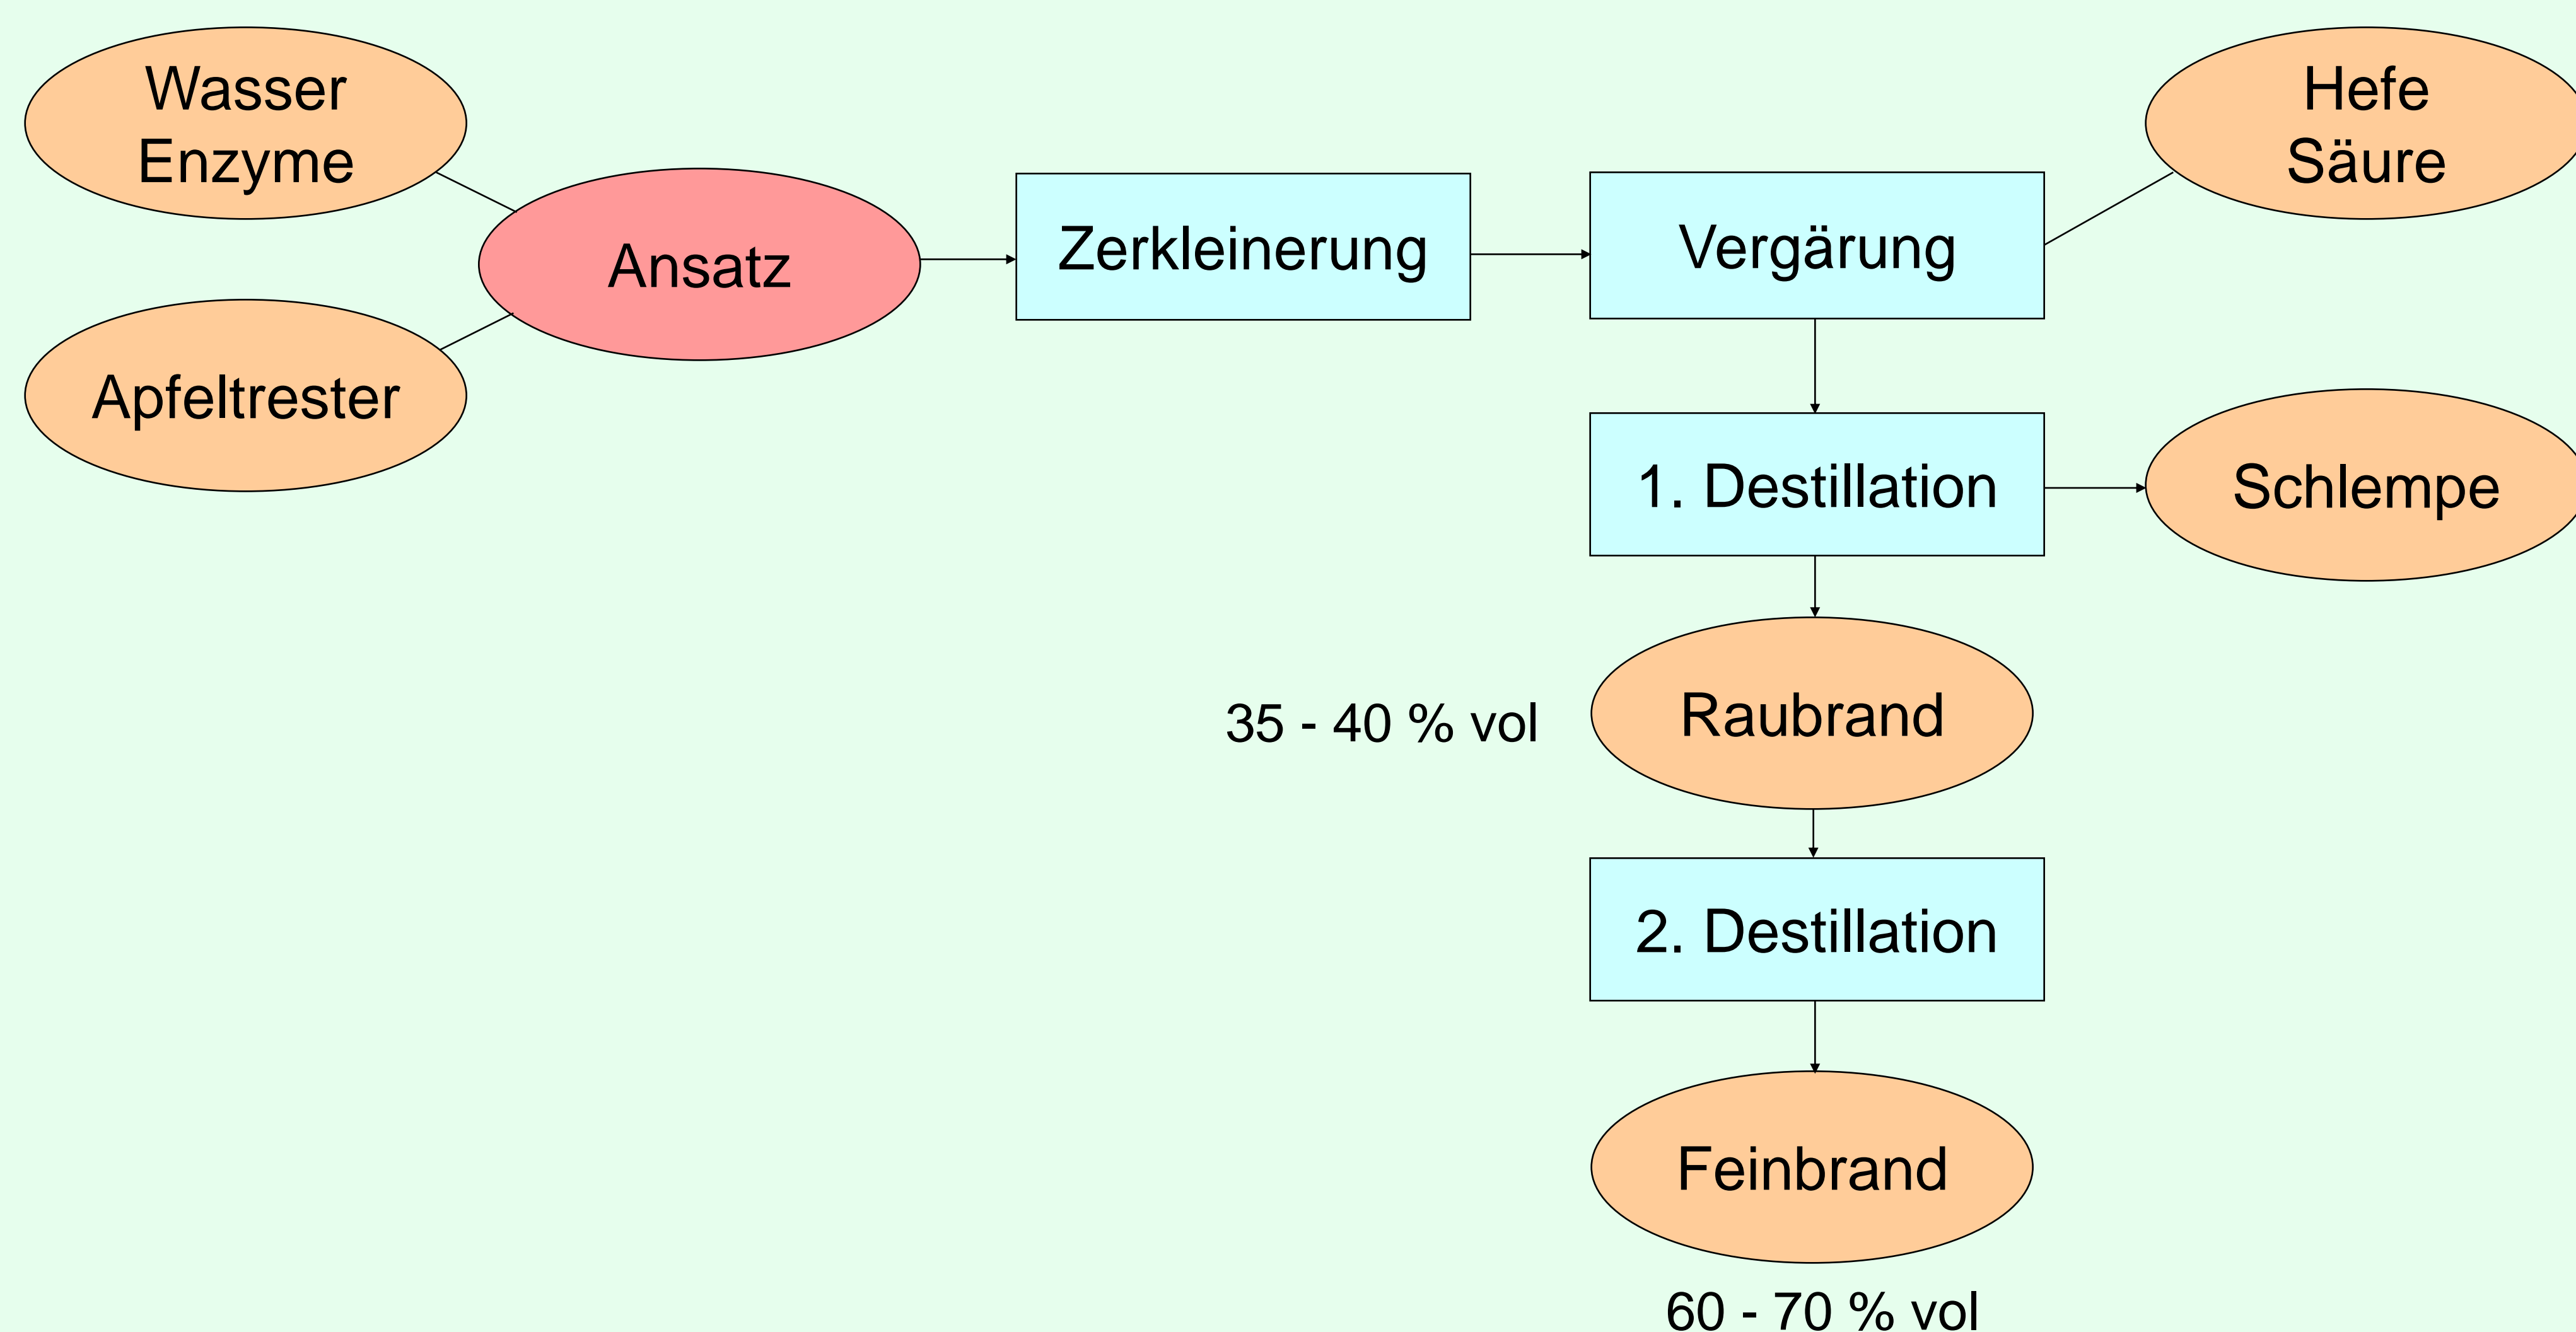 Wasser
Enzyme
Apfeltrester
Ansatz
Zerkleinerung
Vergärung
Hefe
Säure
1. Destillation
Schlempe
35 - 40 % vol
Raubrand
2. Destillation
Feinbrand
60 - 70 % vol